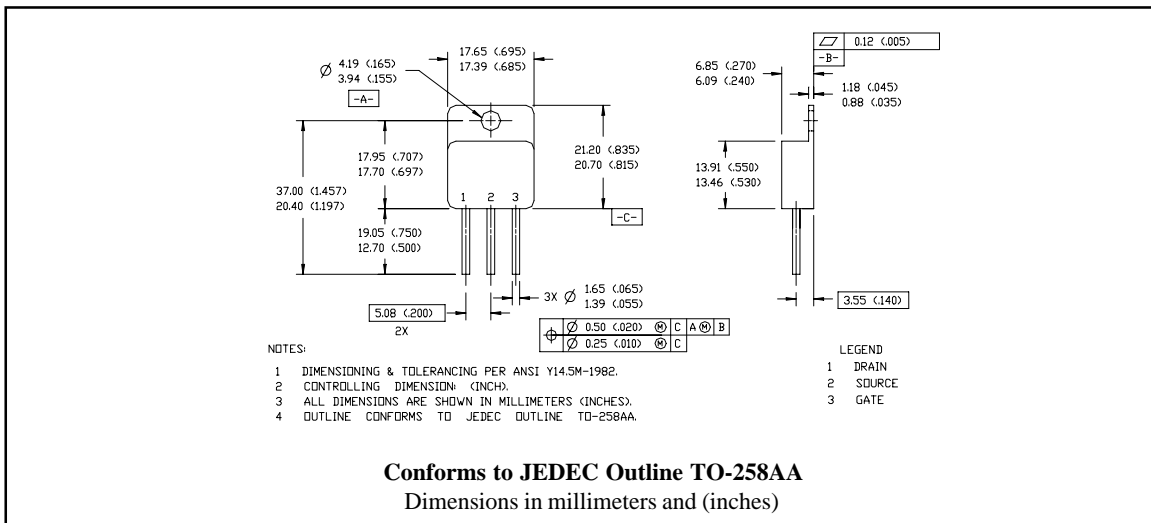 17.65 (.695)
17.39 (.685)
Ø 4.19 (.165)
3.94 (.155)
-A-
17.95 (.707)
17.70 (.697)
37.00 (1.457)
20.40 (1.197)
19.05 (.750)
12.70 (.500)
21.20 (.835)
20.70 (.815)
1 2 3
-C-
5.08 (.200)
2X
3X Ø 1.65 (.065)
1.39 (.055)
⌖ Ø 0.50 (.020) Ⓜ C A Ⓜ B
Ø 0.25 (.010) Ⓜ C
⏥ 0.12 (.005)
-B-
6.85 (.270)
6.09 (.240)
1.18 (.045)
0.88 (.035)
13.91 (.550)
13.46 (.530)
3.55 (.140)
NOTES:
1 DIMENSIONING & TOLERANCING PER ANSI Y14.5M-1982.
2 CONTROLLING DIMENSION: (INCH).
3 ALL DIMENSIONS ARE SHOWN IN MILLIMETERS (INCHES).
4 OUTLINE CONFORMS TO JEDEC OUTLINE TO-258AA.
LEGEND
1 DRAIN
2 SOURCE
3 GATE
Conforms to JEDEC Outline TO-258AA
Dimensions in millimeters and (inches)